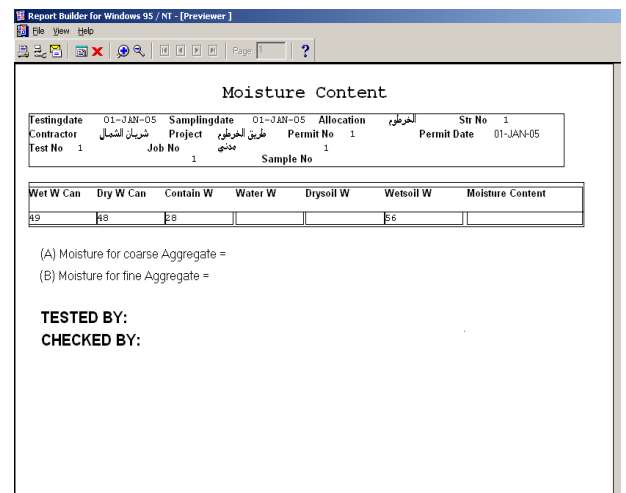 Report Builder for Windows 95 / NT - [Previewer ]
File View Help
Page: 1 ?
Moisture Content
Testingdate 01-JAN-05 Samplingdate 01-JAN-05 Allocation الخرطوم Str No 1
Contractor شريان الشمال Project طريق الخرطوم Permit No 1 Permit Date 01-JAN-05
Test No 1 Job No مدني 1
1 Sample No
Wet W Can Dry W Can Contain W Water W Drysoil W Wetsoil W Moisture Content
49 48 28 56
(A) Moisture for coarse Aggregate =
(B) Moisture for fine Aggregate =
TESTED BY:
CHECKED BY: